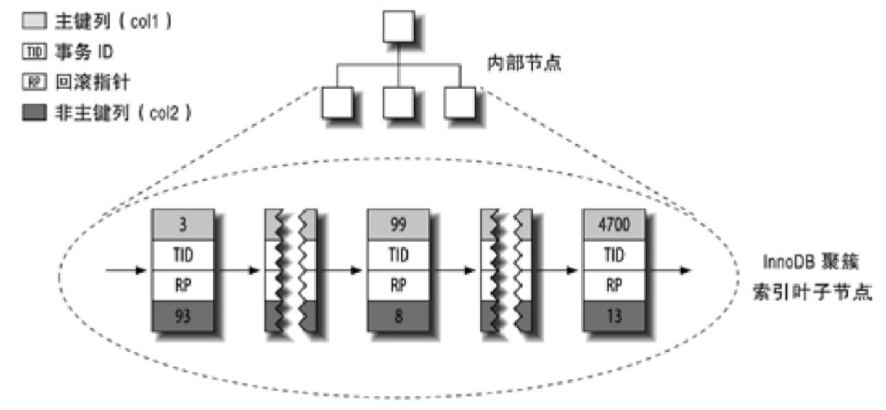 主键列（col1）
TID 事务 ID
RP 回滚指针
非主键列（col2）
内部节点
3
TID
RP
93
99
TID
RP
8
4700
TID
RP
13
InnoDB 聚簇
索引叶子节点